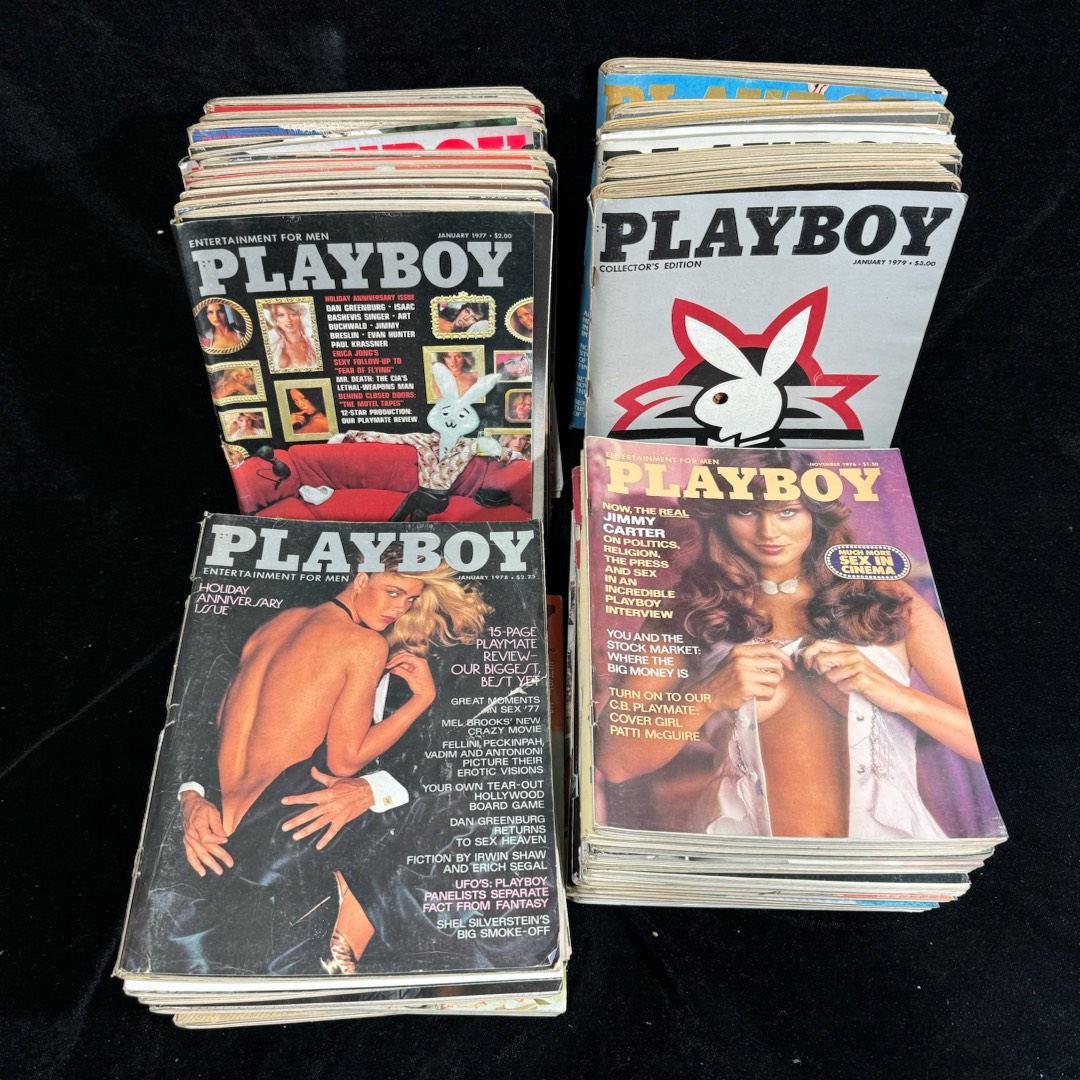 PLAYBOY
ENTERTAINMENT FOR MEN
JANUARY 1977 • $2.00
PLAYBOY
HOLIDAY ANNIVERSARY ISSUE
DAN GREENBURG • ISAAC
BASHEVIS SINGER • ART
BUCHWALD • JIMMY
BRESLIN • EVAN HUNTER
PAUL KRASSNER
ERICA JONG'S
SEXY FOLLOW-UP TO
"FEAR OF FLYING"
MR. DEATH: THE CIA'S
LETHAL-WEAPONS MAN
BEHIND CLOSED DOORS:
"THE MOTEL TAPES"
12-STAR PRODUCTION:
OUR PLAYMATE REVIEW
PLAYBOY
COLLECTOR'S EDITION
JANUARY 1979 • $3.00
PLAYBOY
ENTERTAINMENT FOR MEN
JANUARY 1978 • $2.25
HOLIDAY
ANNIVERSARY
ISSUE
15-PAGE
PLAYMATE
REVIEW–
OUR BIGGEST,
BEST YET
GREAT MOMENTS
IN SEX '77
MEL BROOKS' NEW
CRAZY MOVIE
FELLINI, PECKINPAH,
VADIM AND ANTONIONI
PICTURE THEIR
EROTIC VISIONS
YOUR OWN TEAR-OUT
HOLLYWOOD
BOARD GAME
DAN GREENBURG
RETURNS
TO SEX HEAVEN
FICTION BY IRWIN SHAW
AND ERICH SEGAL
UFO'S: PLAYBOY
PANELISTS SEPARATE
FACT FROM FANTASY
SHEL SILVERSTEIN'S
BIG SMOKE-OFF
ENTERTAINMENT FOR MEN
NOVEMBER 1976 • $1.50
PLAYBOY
NOW, THE REAL
JIMMY
CARTER
ON POLITICS,
RELIGION,
THE PRESS
AND SEX
IN AN
INCREDIBLE
PLAYBOY
INTERVIEW
MUCH MORE
SEX IN
CINEMA
YOU AND THE
STOCK MARKET:
WHERE THE
BIG MONEY IS
TURN ON TO OUR
C.B. PLAYMATE:
COVER GIRL
PATTI McGUIRE